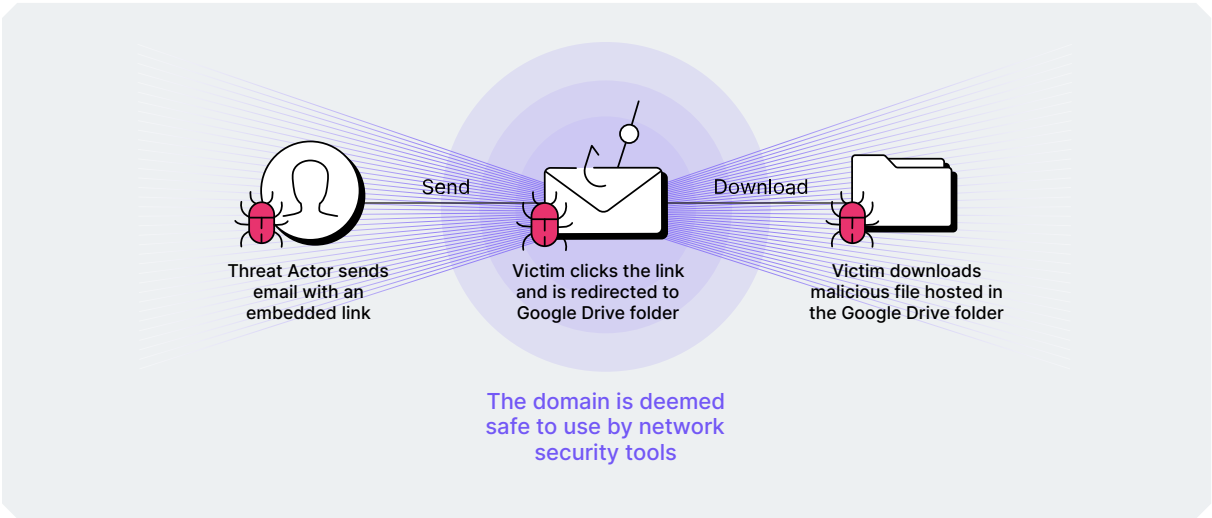 Send
Download
Threat Actor sends
email with an
embedded link
Victim clicks the link
and is redirected to
Google Drive folder
Victim downloads
malicious file hosted in
the Google Drive folder
The domain is deemed
safe to use by network
security tools